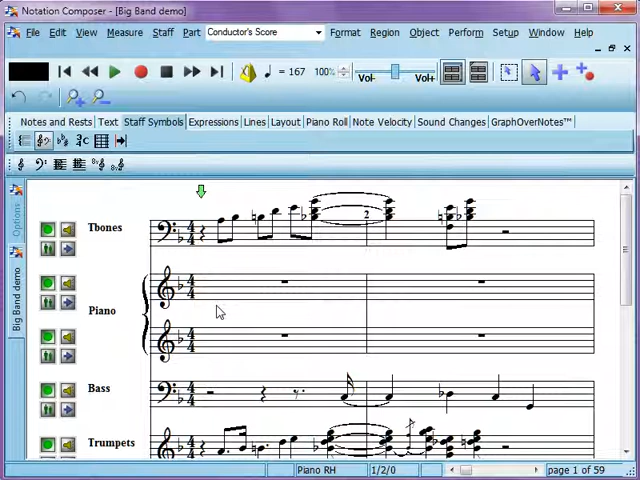 Notation Composer - [Big Band demo]
File Edit View Measure Staff Part Conductor's Score Format Region Object Perform Setup Window Help
= 167 100% Vol- Vol+
Notes and Rests Text Staff Symbols Expressions Lines Layout Piano Roll Note Velocity Sound Changes GraphOverNotes™
Options
Big Band demo
Tbones
2
Piano
Bass
Trumpets
Piano RH 1/2/0 page 1 of 59